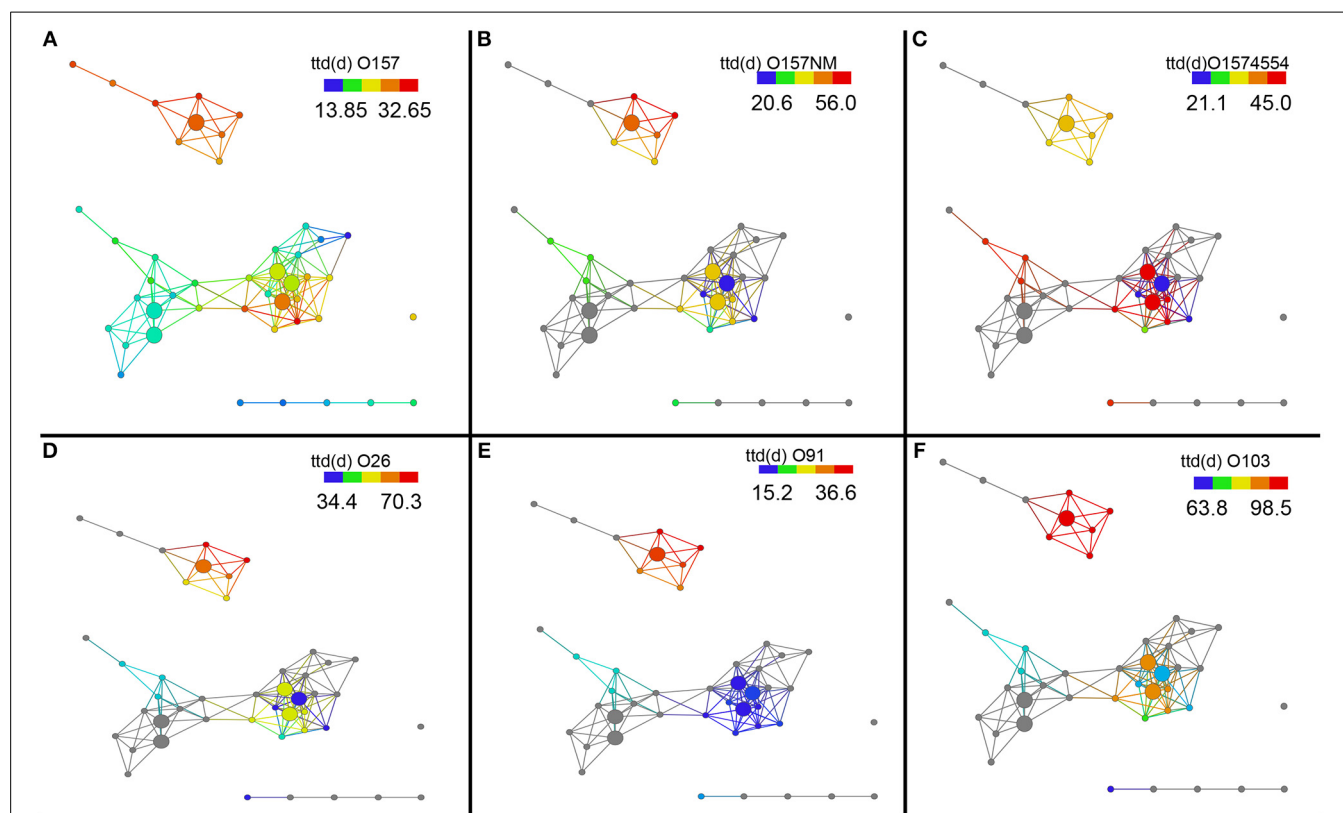 A
ttd(d) O157
13.85 32.65
B
ttd(d) O157NM
20.6 56.0
C
ttd(d)O1574554
21.1 45.0
D
ttd(d) O26
34.4 70.3
E
ttd(d) O91
15.2 36.6
F
ttd(d) O103
63.8 98.5